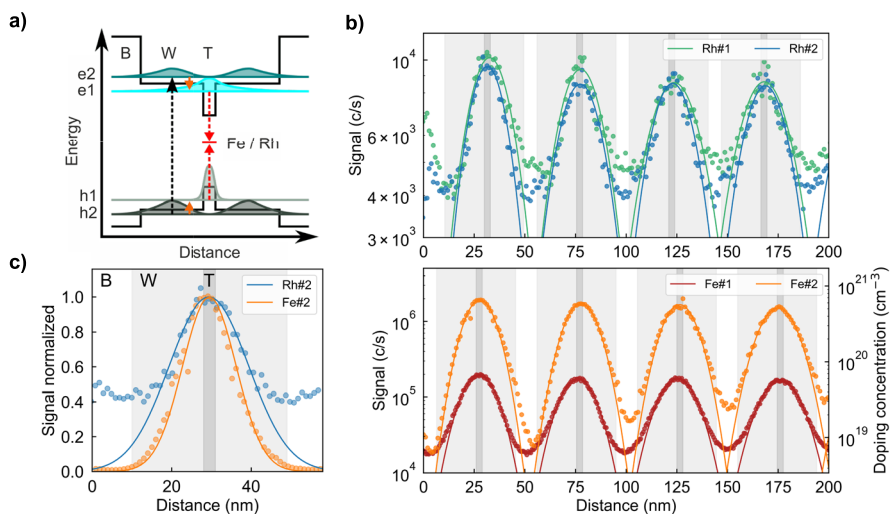 a)
B W T
e2
e1
Energy
Fe / Rh
h1
h2
Distance
b)
Rh#1 Rh#2
Signal (c/s)
10⁴
6 × 10³
4 × 10³
3 × 10³
0 25 50 75 100 125 150 175 200
Fe#1 Fe#2
Signal (c/s)
10⁶
10⁵
10⁴
10²¹
10²⁰
10¹⁹
Doping concentration (cm⁻³)
0 25 50 75 100 125 150 175 200
Distance (nm)
c)
B W T
Rh#2
Fe#2
Signal normalized
1.0
0.8
0.6
0.4
0.2
0.0
0 20 40
Distance (nm)